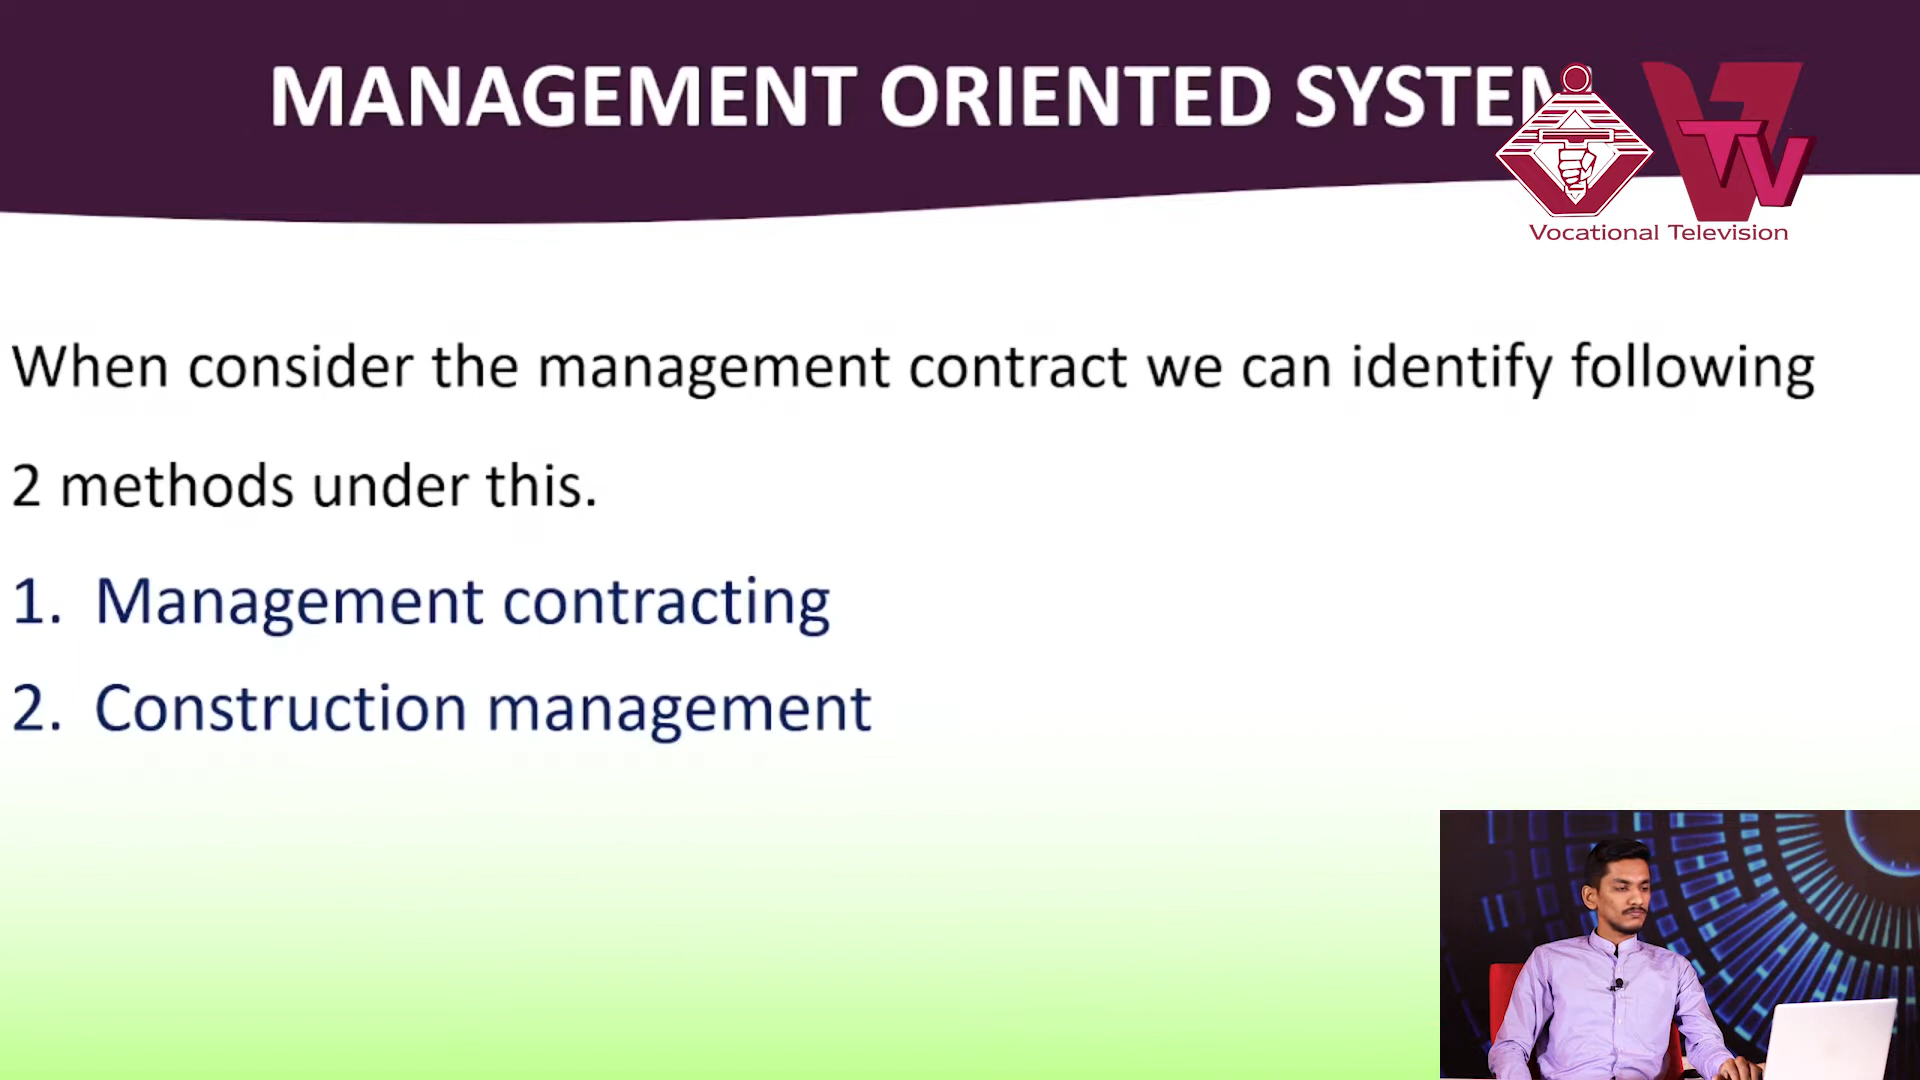 MANAGEMENT ORIENTED SYSTEM
VTV
Vocational Television
When consider the management contract we can identify following
2 methods under this.
1. Management contracting
2. Construction management